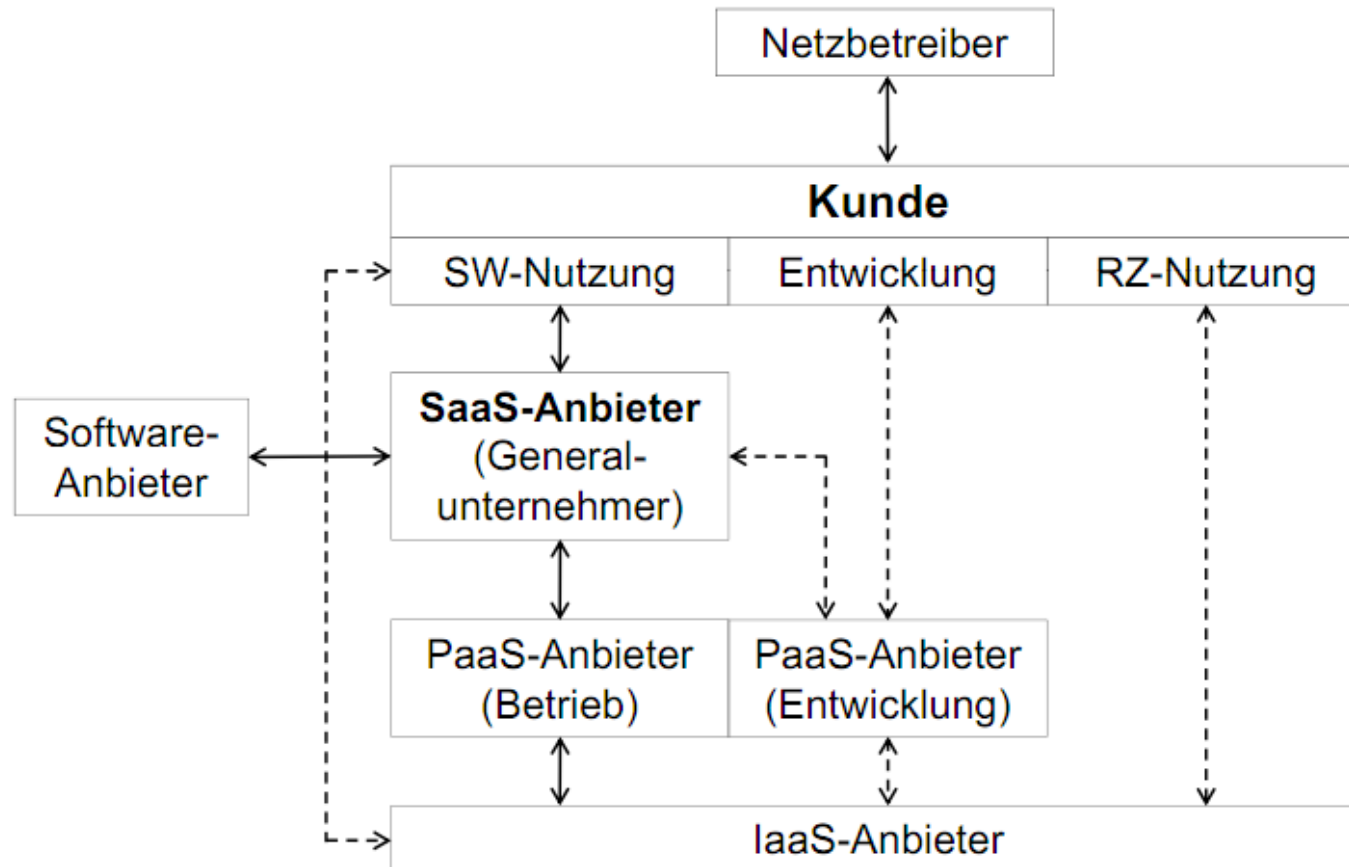 Netzbetreiber
Kunde
SW-Nutzung
Entwicklung
RZ-Nutzung
Software-
Anbieter
SaaS-Anbieter
(General-
unternehmer)
PaaS-Anbieter
(Betrieb)
PaaS-Anbieter
(Entwicklung)
IaaS-Anbieter